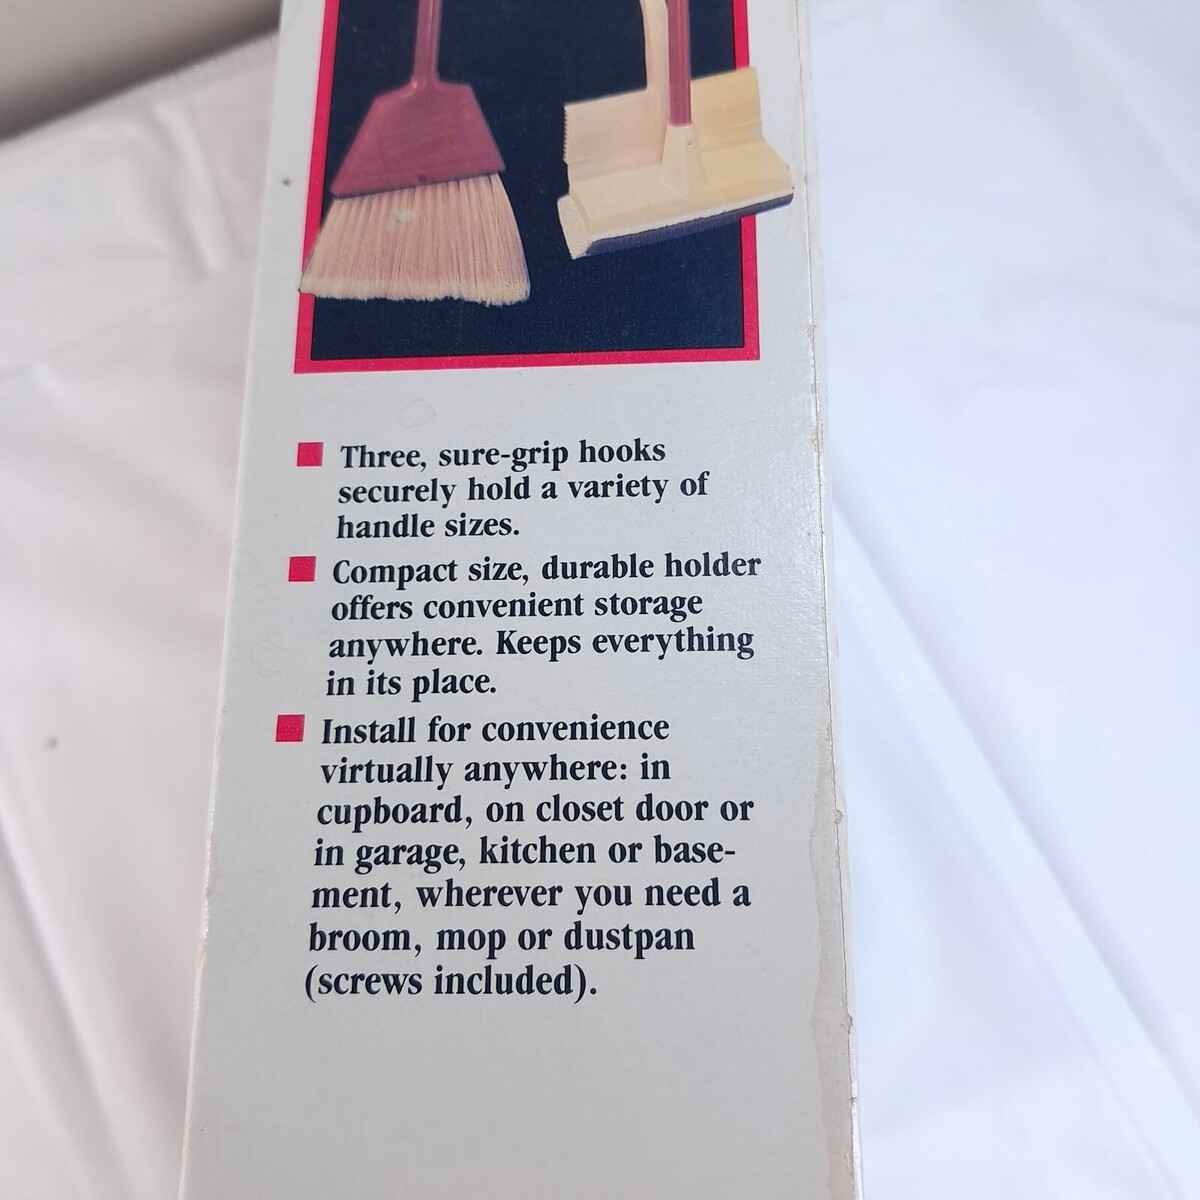 Three, sure-grip hooks
securely hold a variety of
handle sizes.
Compact size, durable holder
offers convenient storage
anywhere. Keeps everything
in its place.
Install for convenience
virtually anywhere: in
cupboard, on closet door or
in garage, kitchen or base-
ment, wherever you need a
broom, mop or dustpan
(screws included).